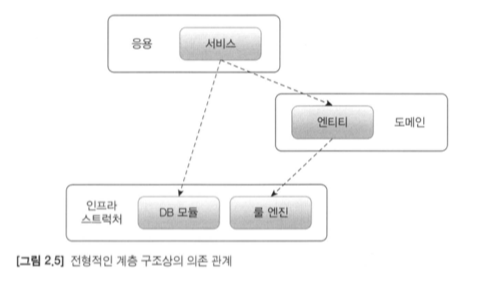 응용
서비스
엔티티
도메인
인프라
스트럭처
DB 모듈
룰 엔진
[그림 2.5] 전형적인 계층 구조상의 의존 관계